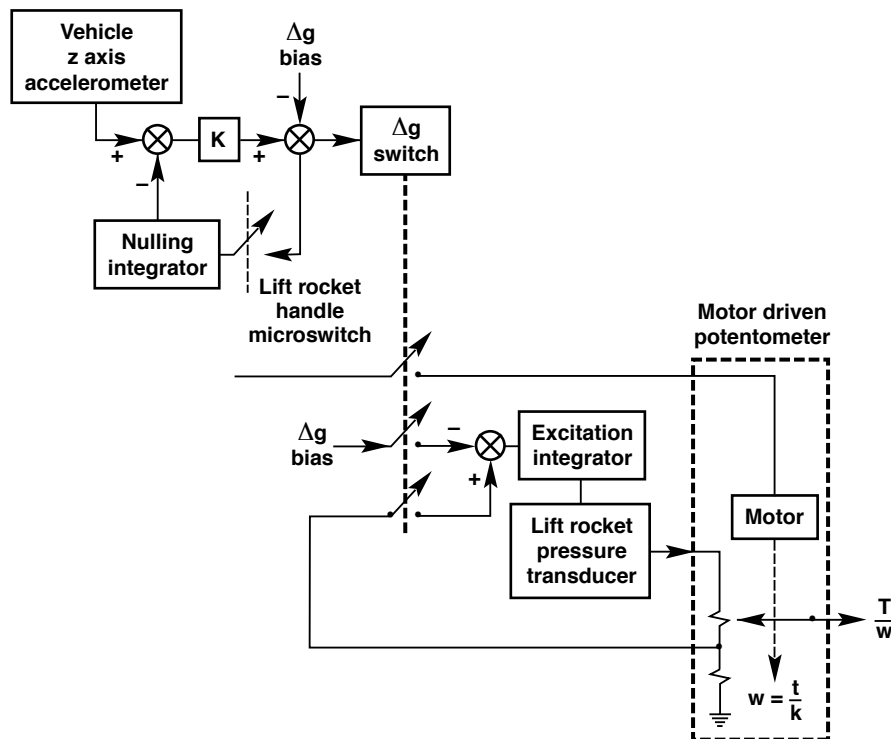 Vehicle
z axis
accelerometer
Δg
bias
–
+
K
+
Δg
switch
–
Nulling
integrator
Lift rocket
handle
microswitch
Motor driven
potentometer
Δg
bias
–
+
Excitation
integrator
Lift rocket
pressure
transducer
Motor
T
w
w = t
k